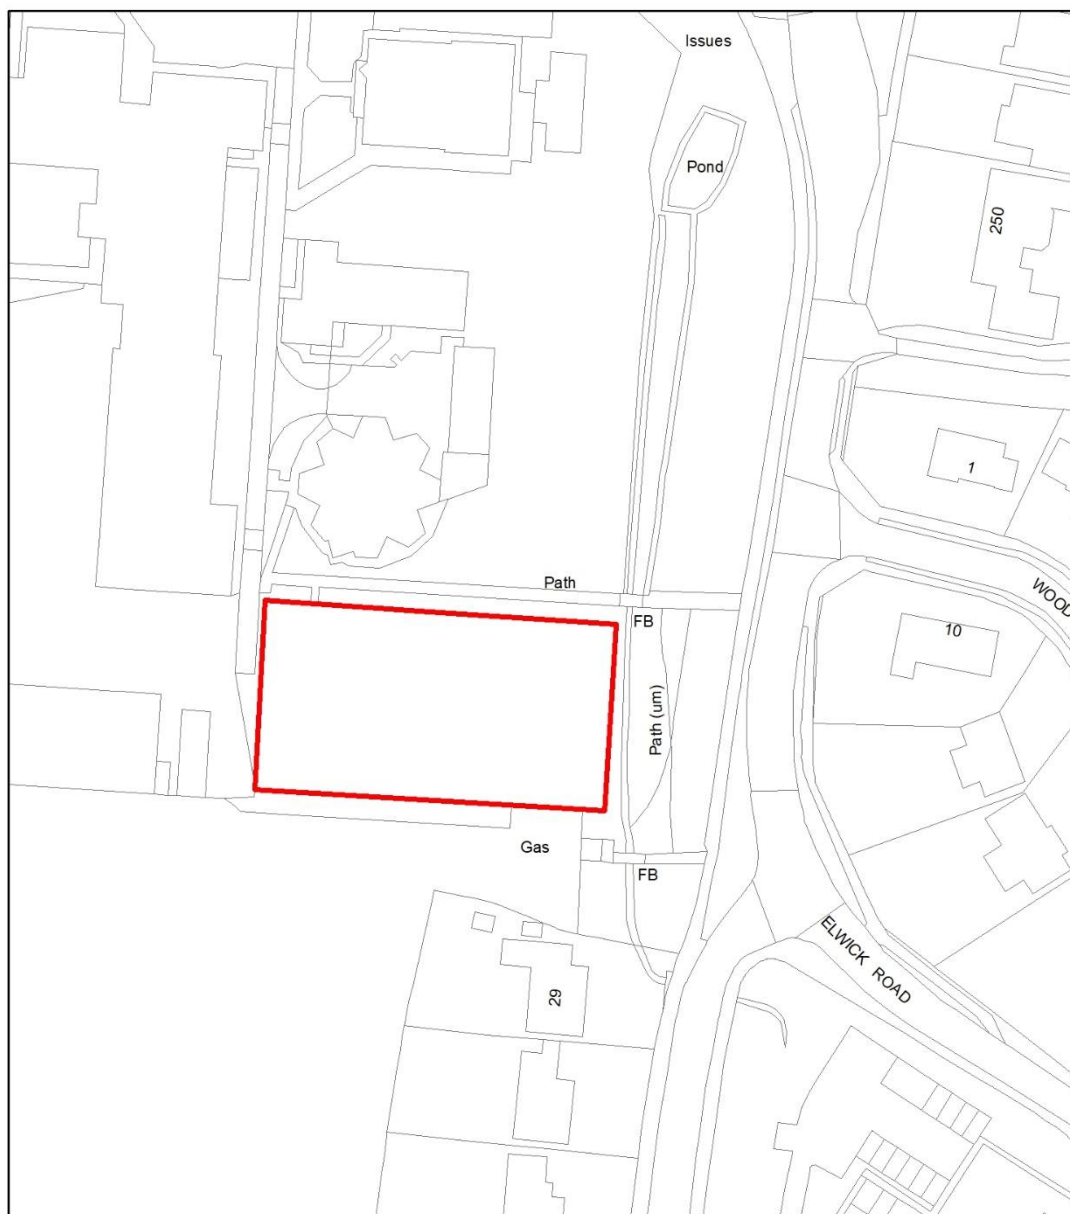 Issues
Pond
250
1
WOOD
Path
FB
10
Path (um)
Gas
FB
ELWICK ROAD
29